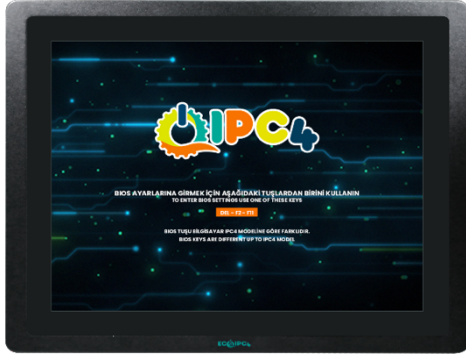 IPC4
BIOS AYARLARINA GİRMEK İÇİN AŞAĞIDAKİ TUŞLARDAN BİRİNİ KULLANIN
TO ENTER BIOS SETTINGS USE ONE OF THESE KEYS
DEL - F2 - F11
BIOS TUŞU BİLGİSAYAR IPC4 MODELİNE GÖRE FARKLIDIR.
BIOS KEYS ARE DIFFERENT UP TO IPC4 MODEL
IPC4